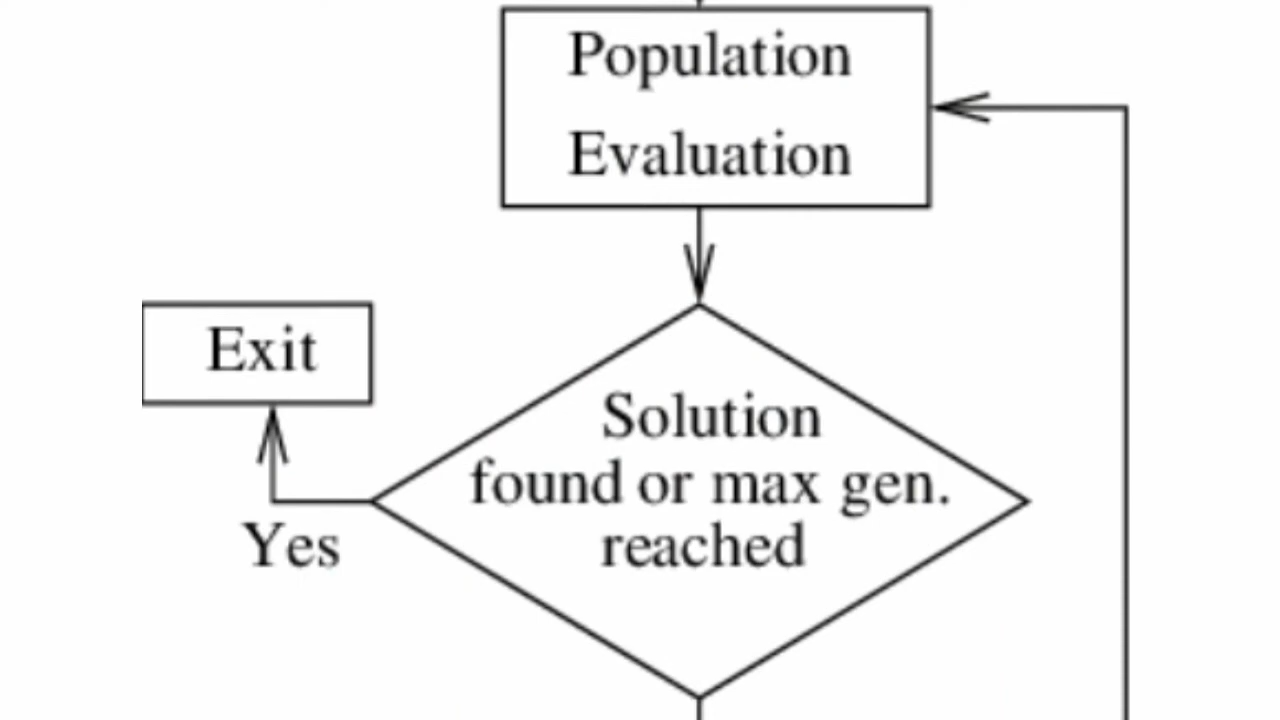 Population
Evaluation
Exit
Solution
found or max gen.
reached
Yes